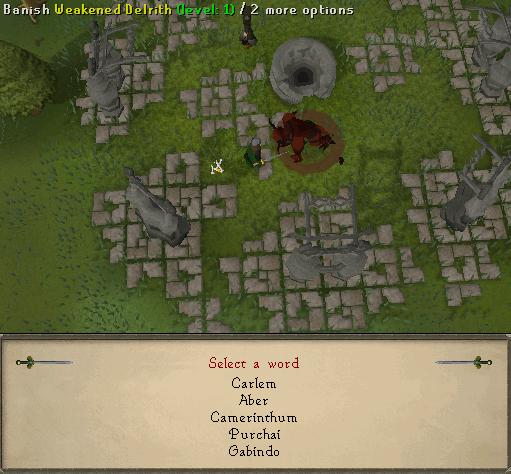 Banish Weakened Delrith (level: 1) / 2 more options
Select a word
Carlem
Aber
Camerinthum
Purchai
Gabindo